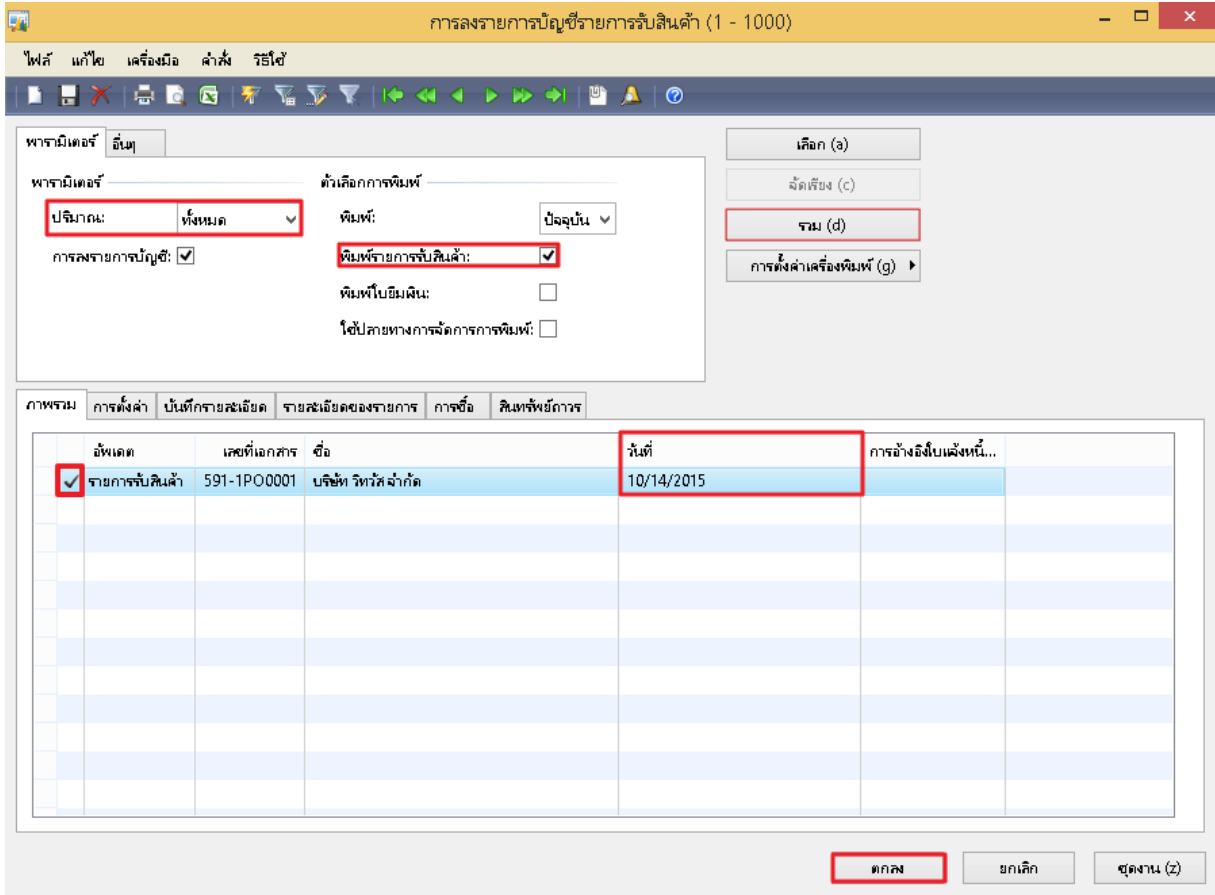 การลงรายการบัญชีรายการรับสินค้า (1 - 1000)
ไฟล์ แก้ไข เครื่องมือ คำสั่ง วิธีใช้
พารามิเตอร์ อื่นๆ
พารามิเตอร์
ปริมาณ: ทั้งหมด
การลงรายการบัญชี:
ตัวเลือกการพิมพ์
พิมพ์: ปัจจุบัน
พิมพ์รายการรับสินค้า:
พิมพ์ใบยืมเงิน:
ใช้ปลายทางการจัดการการพิมพ์:
เลือก (a)
จัดเรียง (c)
รวม (d)
การตั้งค่าเครื่องพิมพ์ (g)
ภาพรวม การตั้งค่า บันทึกรายละเอียด รายละเอียดของรายการ การซื้อ สินทรัพย์ถาวร
อัพเดต เลขที่เอกสาร ชื่อ วันที่ การอ้างอิงใบแจ้งหนี้...
รายการรับสินค้า 591-1PO0001 บริษัท วิทวัส จำกัด 10/14/2015
ตกลง ยกเลิก ชุดงาน (z)